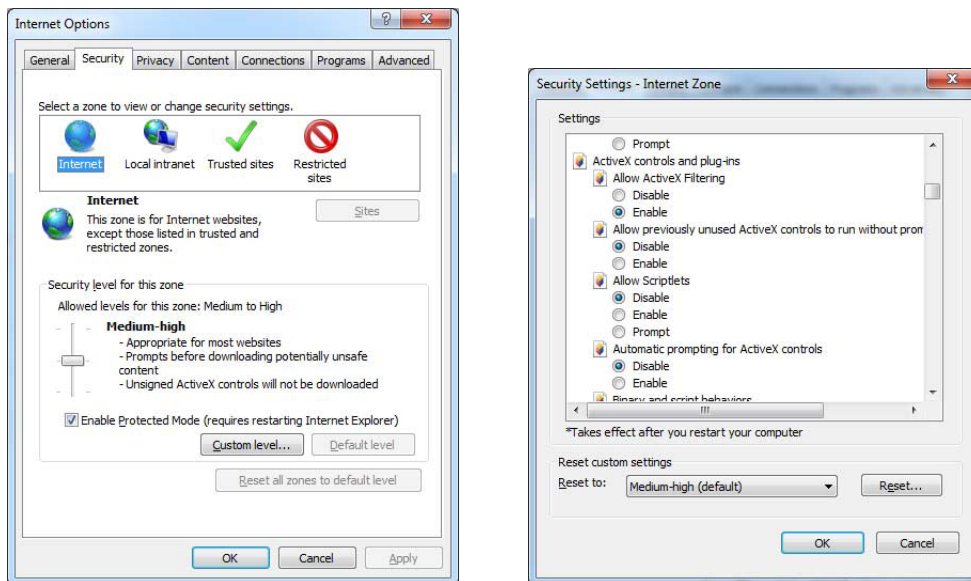 Internet Options
General Security Privacy Content Connections Programs Advanced
Select a zone to view or change security settings.
Internet
Local intranet
Trusted sites
Restricted
sites
Internet
This zone is for Internet websites,
except those listed in trusted and
restricted zones.
Sites
Security level for this zone
Allowed levels for this zone: Medium to High
Medium-high
- Appropriate for most websites
- Prompts before downloading potentially unsafe
content
- Unsigned ActiveX controls will not be downloaded
Enable Protected Mode (requires restarting Internet Explorer)
Custom level... Default level
Reset all zones to default level
OK Cancel Apply
Security Settings - Internet Zone
Settings
Prompt
ActiveX controls and plug-ins
Allow ActiveX Filtering
Disable
Enable
Allow previously unused ActiveX controls to run without prom
Disable
Enable
Allow Scriptlets
Disable
Enable
Prompt
Automatic prompting for ActiveX controls
Disable
Enable
Binary and script behaviors
*Takes effect after you restart your computer
Reset custom settings
Reset to: Medium-high (default) Reset...
OK Cancel